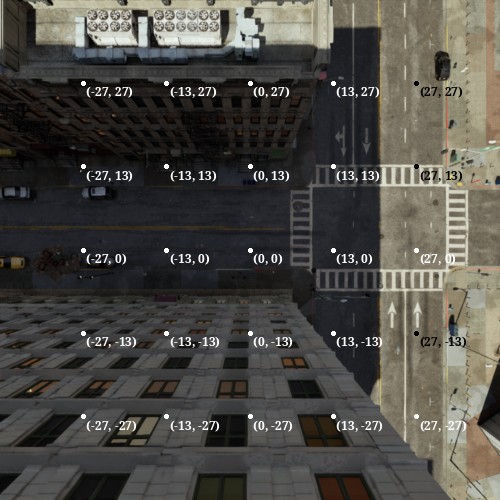 (-27, 27) (-13, 27) (0, 27) (13, 27) (27, 27)
(-27, 13) (-13, 13) (0, 13) (13, 13) (27, 13)
(-27, 0) (-13, 0) (0, 0) (13, 0) (27, 0)
(-27, -13) (-13, -13) (0, -13) (13, -13) (27, -13)
(-27, -27) (-13, -27) (0, -27) (13, -27) (27, -27)